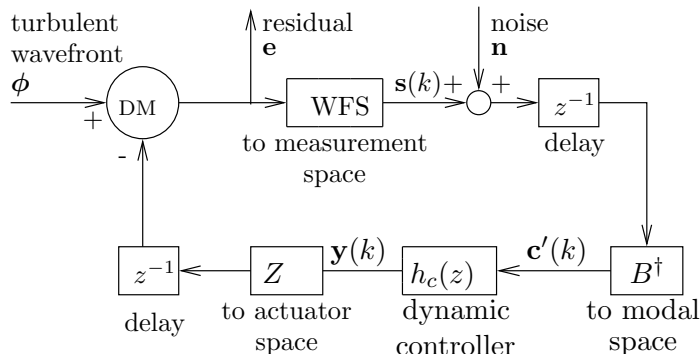 turbulent
wavefront
ϕ
+
-
DM
residual
e
WFS
to measurement
space
s(k)+
noise
n
+
z⁻¹
delay
B†
to modal
space
c′(k)
h_c(z)
dynamic
controller
y(k)
Z
to actuator
space
z⁻¹
delay